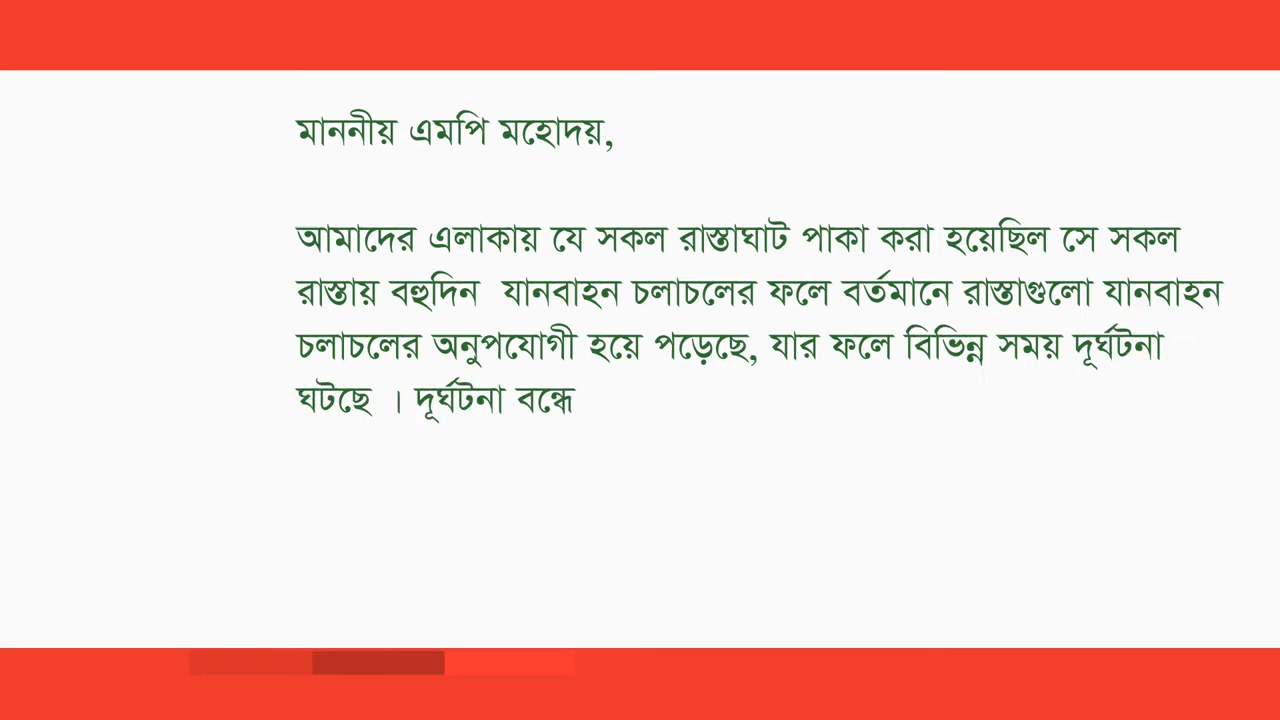 মাননীয় এমপি মহোদয়,
আমাদের এলাকায় যে সকল রাস্তাঘাট পাকা করা হয়েছিল সে সকল
রাস্তায় বহুদিন যানবাহন চলাচলের ফলে বর্তমানে রাস্তাগুলো যানবাহন
চলাচলের অনুপযোগী হয়ে পড়েছে, যার ফলে বিভিন্ন সময় দূর্ঘটনা
ঘটছে । দূর্ঘটনা বন্ধে